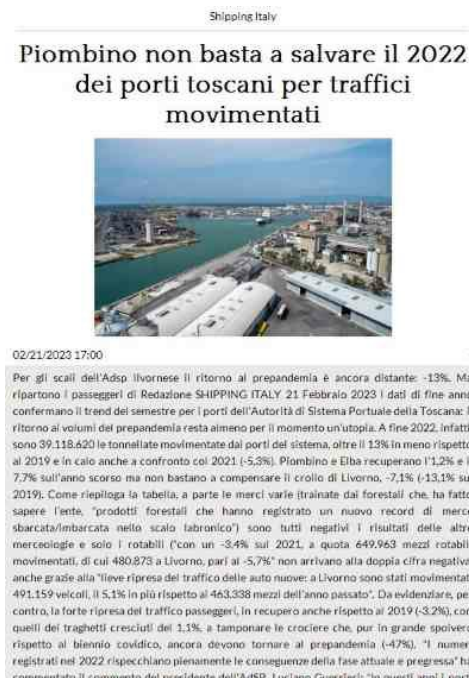 Shipping Italy
Piombino non basta a salvare il 2022
dei porti toscani per traffici
movimentati
02/21/2023 17:00
Per gli scali dell'Adsp livornese il ritorno al prepandemia è ancora distante: -13%. Ma
ripartono i passeggeri di Redazione SHIPPING ITALY 21 Febbraio 2023 I dati di fine anno
confermano il trend del semestre per i porti dell'Autorità di Sistema Portuale della Toscana: il
ritorno ai volumi del prepandemia resta almeno per il momento un'utopia. A fine 2022, infatti,
sono 39.118.620 le tonnellate movimentate dai porti del sistema, oltre il 13% in meno rispetto
al 2019 e in calo anche a confronto col 2021 (-5,3%). Piombino e Elba recuperano l'1,2% e il
7,7% sull'anno scorso ma non bastano a compensare il crollo di Livorno, -7,1% (-13,1% sul
2019). Come riepiloga la tabella, a parte le merci varie (trainate dai forestali che, ha fatto
sapere l'ente, "prodotti forestali che hanno registrato un nuovo record di merce
sbarcata/imbarcata nello scalo labronico") sono tutti negativi i risultati delle altre
merceologie e solo i rotabili ("con un -3,4% sul 2021, a quota 649.963 mezzi rotabili
movimentati, di cui 480.873 a Livorno, pari al -5,7%" non arrivano alla doppia cifra negativa,
anche grazie alla "lieve ripresa del traffico delle auto nuove: a Livorno sono stati movimentati
491.159 veicoli, il 5,1% in più rispetto ai 463.338 mezzi dell'anno passato". Da evidenziare, per
contro, la forte ripresa del traffico passeggeri, in recupero anche rispetto al 2019 (-3,2%), con
quelli dei traghetti cresciuti del 1,1%, a tamponare le crociere che, pur in grande spolvero
rispetto al biennio covidico, ancora devono tornare al prepandemia (-47%). "I numeri
registrati nel 2022 rispecchiano pienamente le conseguenze della fase attuale e pregressa" ha
commentato il commento del presidente dell'AdSP, Luciano Guerrieri: "In questi anni i porti